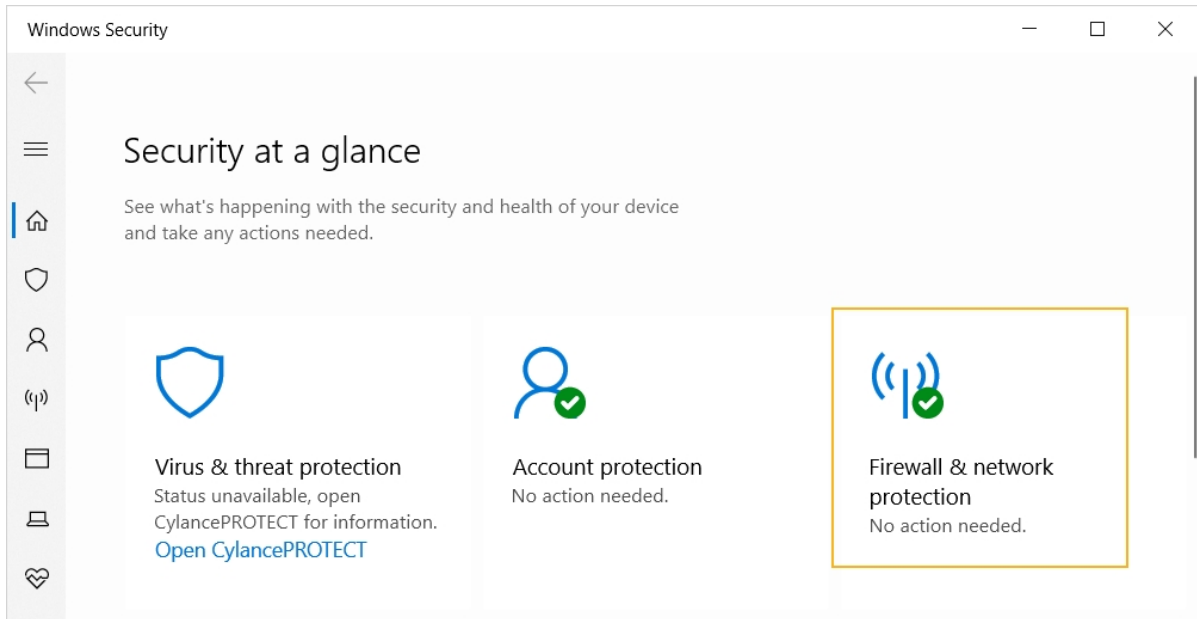 Windows Security
Security at a glance
See what's happening with the security and health of your device
and take any actions needed.
Virus & threat protection
Status unavailable, open
CylancePROTECT for information.
Open CylancePROTECT
Account protection
No action needed.
Firewall & network
protection
No action needed.